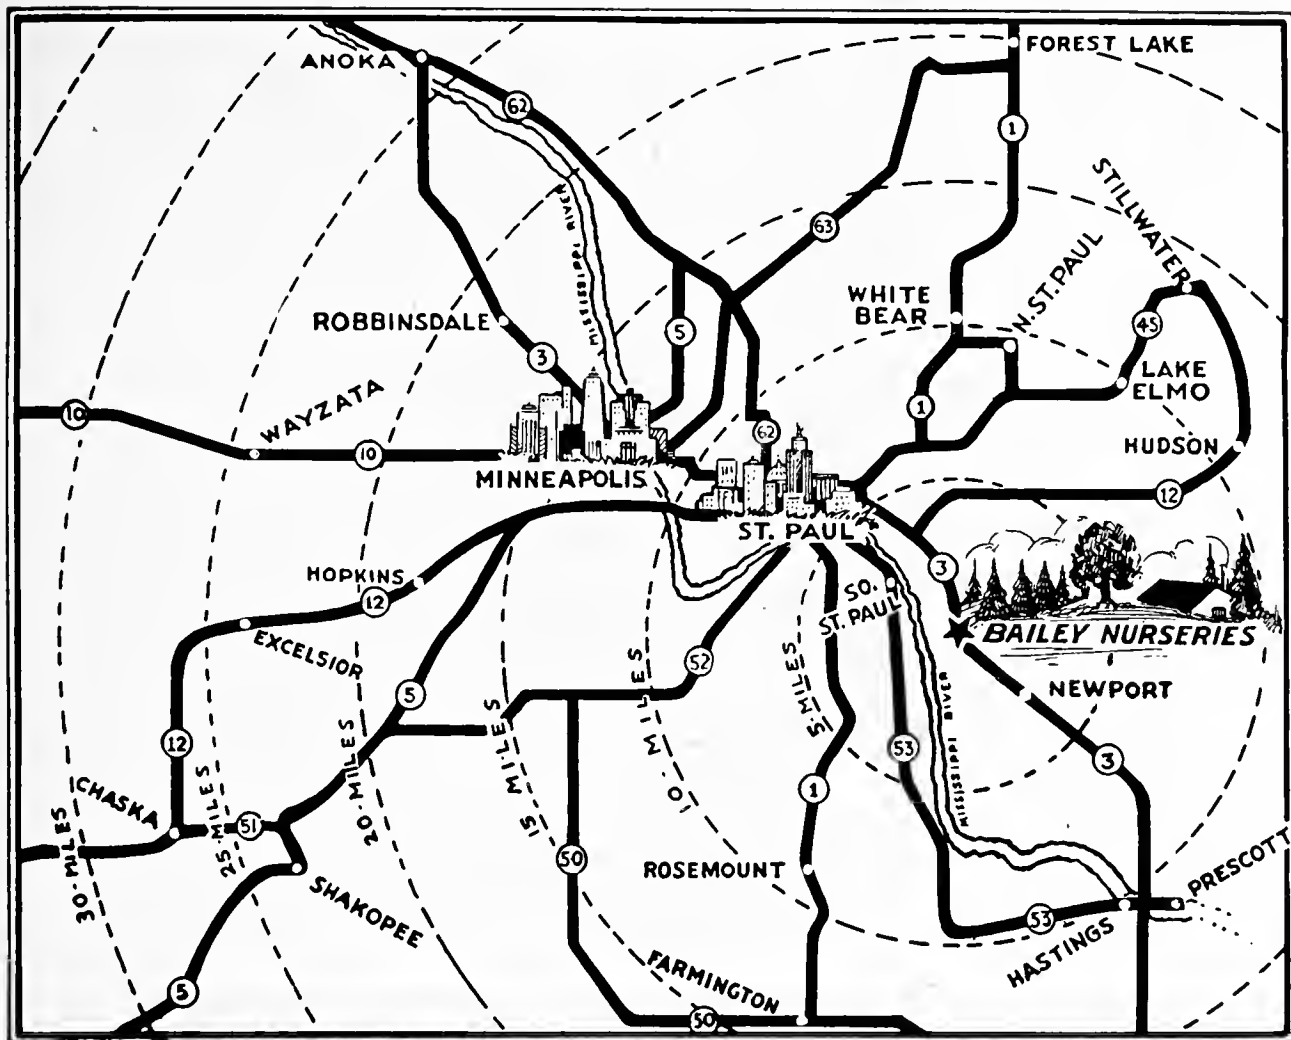 FOREST LAKE
ANOKA
62
1
STILLWATER
63
N. ST. PAUL
MISSISSIPPI RIVER
WHITE
BEAR
ROBBINSDALE
5
45
3
LAKE
ELMO
WAYZATA
10
10
1
62
HUDSON
MINNEAPOLIS
12
ST. PAUL
3
HOPKINS
12
SO.
ST. PAUL
BAILEY NURSERIES
EXCELSIOR
52
5
NEWPORT
MISSISSIPPI RIVER
12
53
3
5 MILES
10 MILES
15 MILES
20 MILES
25 MILES
30 MILES
1
CHASKA
51
50
ROSEMOUNT
PRESCOTT
SHAKOPEE
53
HASTINGS
FARMINGTON
5
50